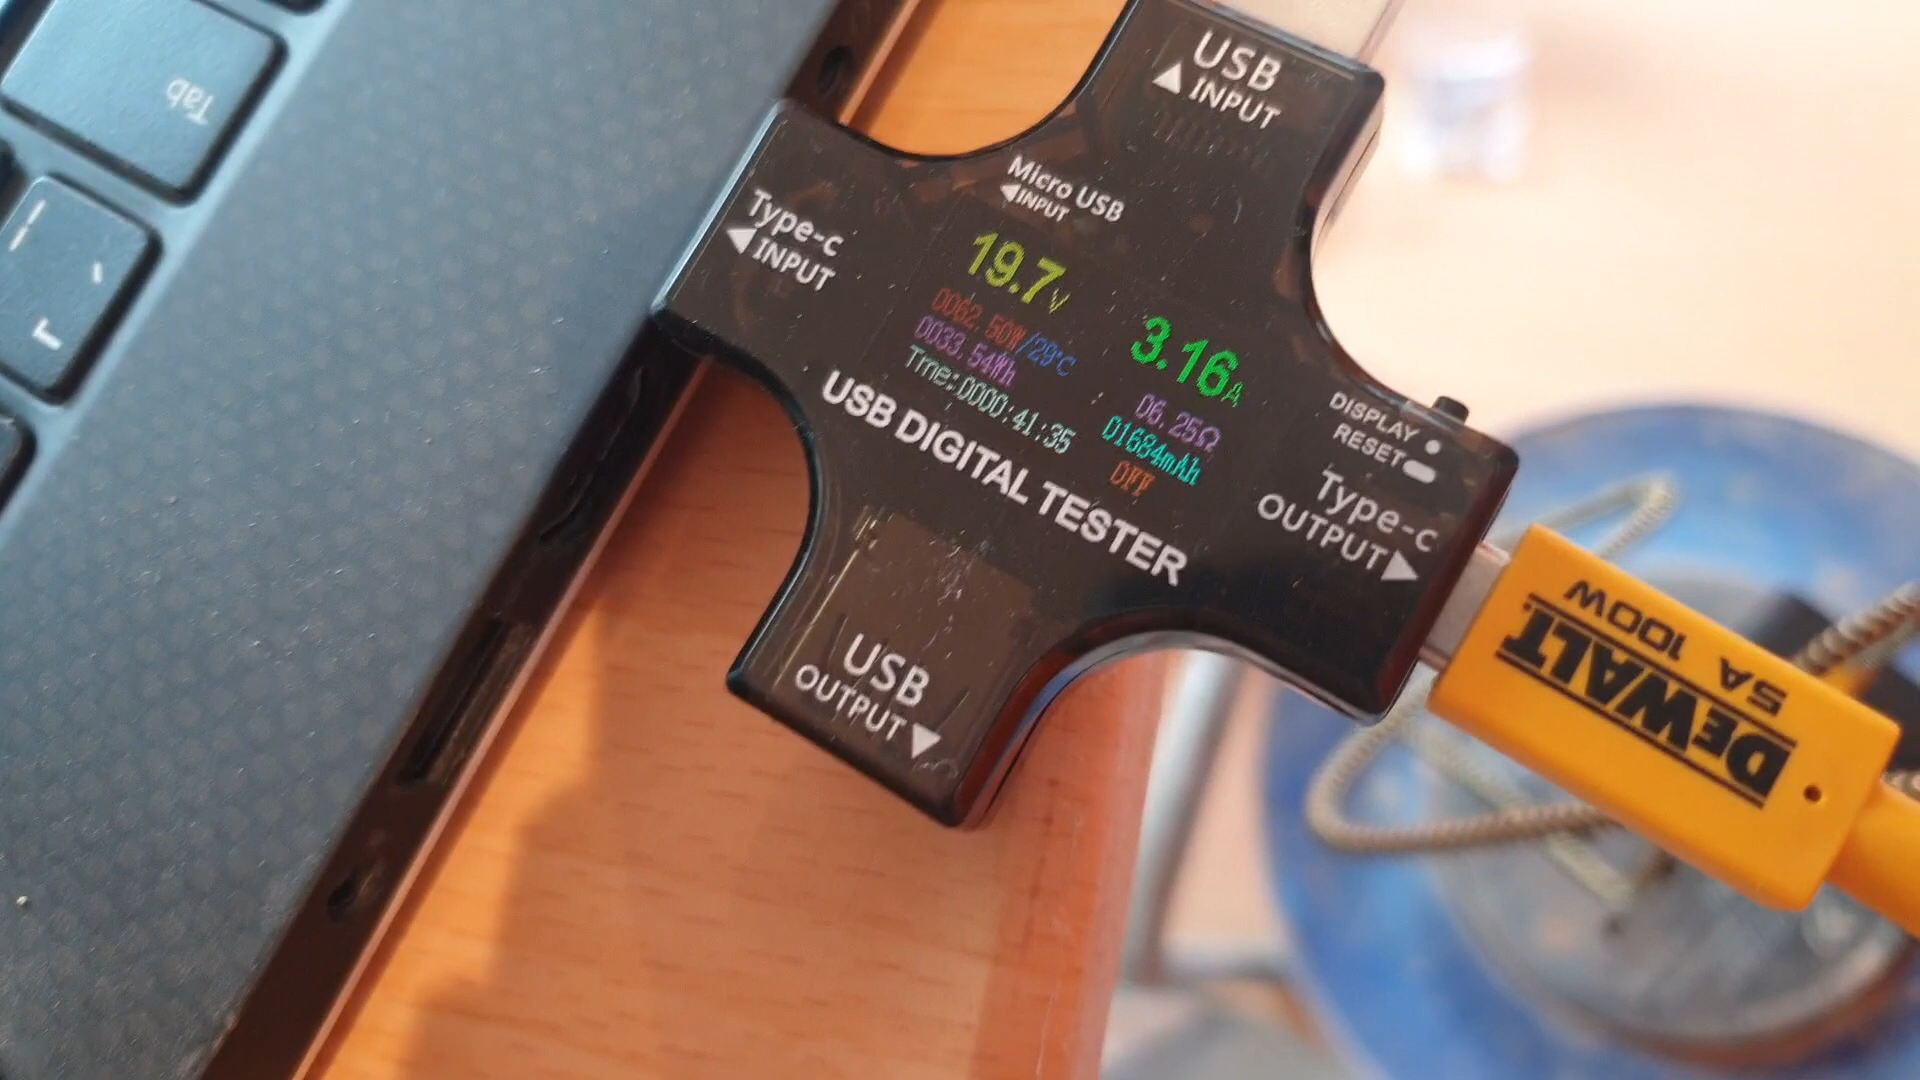 Tab
USB
INPUT
Micro USB
INPUT
Type-c
INPUT
19.7V
0062.50W/29°C
0033.54Wh
Tme:0000:41:35
3.16A
06.25Ω
01684mAh
OFF
USB DIGITAL TESTER
DISPLAY
RESET
Type-c
OUTPUT
USB
OUTPUT
DEWALT
5A 100W